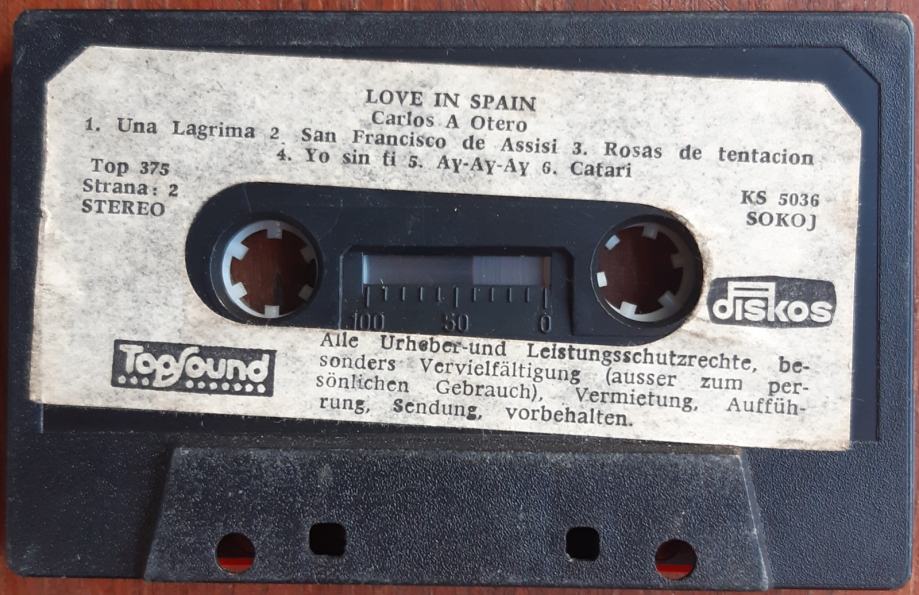 LOVE IN SPAIN
Carlos A Otero
1. Una Lagrima 2 San Francisco de Assisi 3. Rosas de tentacion
4. Yo sin ti 5. Ay-Ay-Ay 6. Catari
Top 375
Strana: 2
STEREO
KS 5036
SOKOJ
diskos
100 50 0
TopSound
Alle Urheber-und Leistungsschutzrechte, be-
sonders Vervielfältigung (ausser zum per-
sönlichen Gebrauch), Vermietung, Auffüh-
rung, Sendung, vorbehalten.